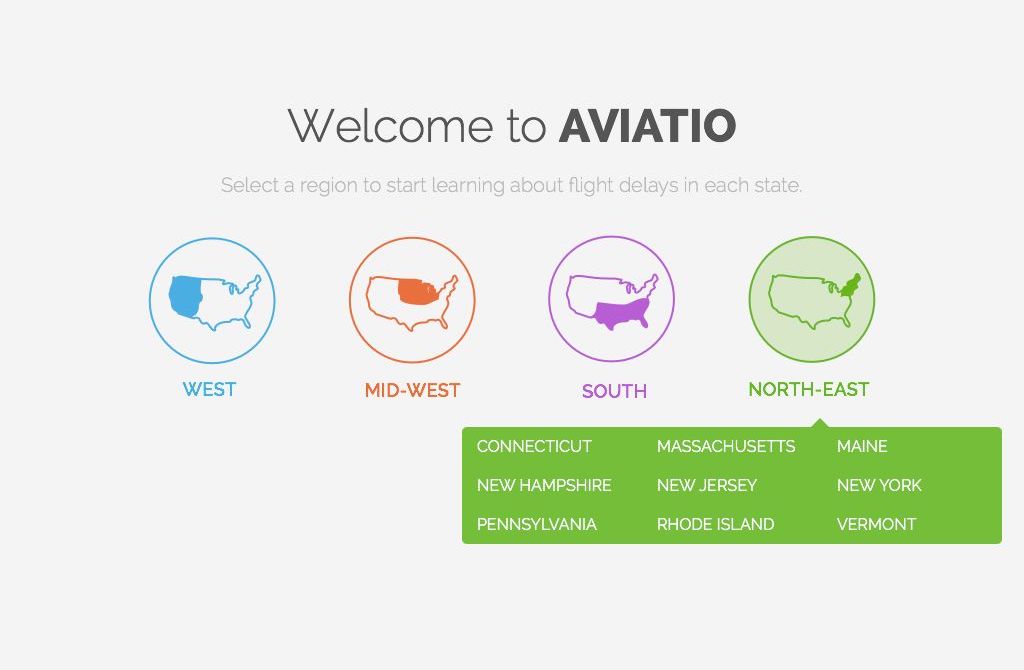 Welcome to AVIATIO
Select a region to start learning about flight delays in each state.
WEST
MID-WEST
SOUTH
NORTH-EAST
CONNECTICUT MASSACHUSETTS MAINE
NEW HAMPSHIRE NEW JERSEY NEW YORK
PENNSYLVANIA RHODE ISLAND VERMONT